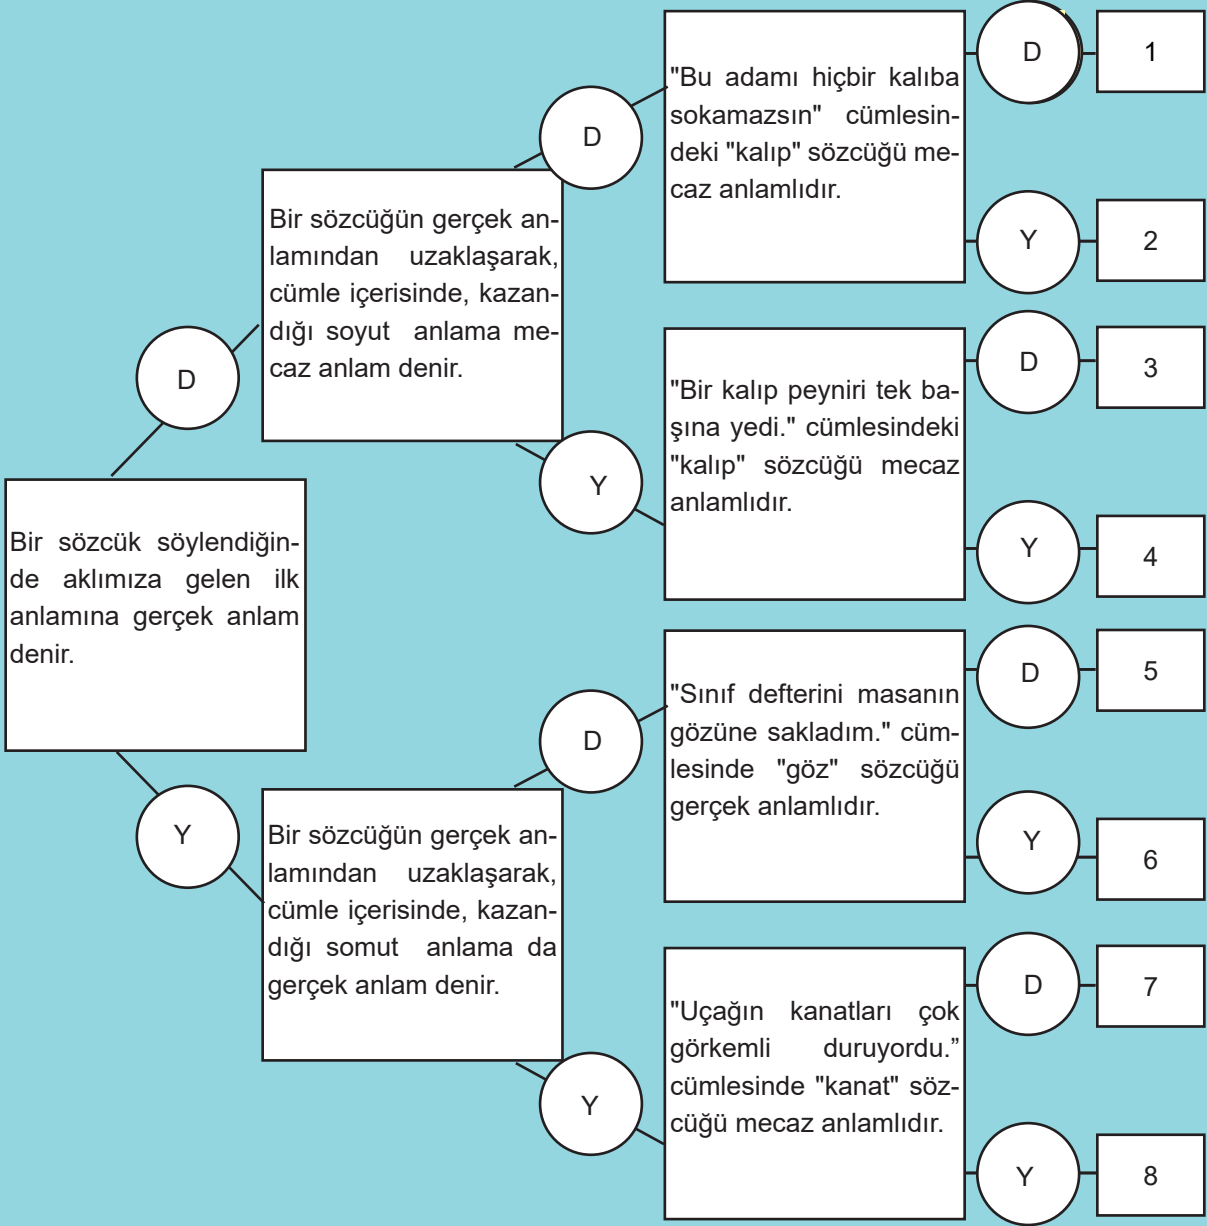 Bir sözcük söylendiğin-
de aklımıza gelen ilk
anlamına gerçek anlam
denir.
D
Y
Bir sözcüğün gerçek an-
lamından uzaklaşarak,
cümle içerisinde, kazan-
dığı soyut anlama me-
caz anlam denir.
D
Y
Bir sözcüğün gerçek an-
lamından uzaklaşarak,
cümle içerisinde, kazan-
dığı somut anlama da
gerçek anlam denir.
D
Y
"Bu adamı hiçbir kalıba
sokamazsın" cümlesin-
deki "kalıp" sözcüğü me-
caz anlamlıdır.
D
1
Y
2
"Bir kalıp peyniri tek ba-
şına yedi." cümlesindeki
"kalıp" sözcüğü mecaz
anlamlıdır.
D
3
Y
4
"Sınıf defterini masanın
gözüne sakladım." cüm-
lesinde "göz" sözcüğü
gerçek anlamlıdır.
D
5
Y
6
"Uçağın kanatları çok
görkemli duruyordu.”
cümlesinde "kanat" söz-
cüğü mecaz anlamlıdır.
D
7
Y
8